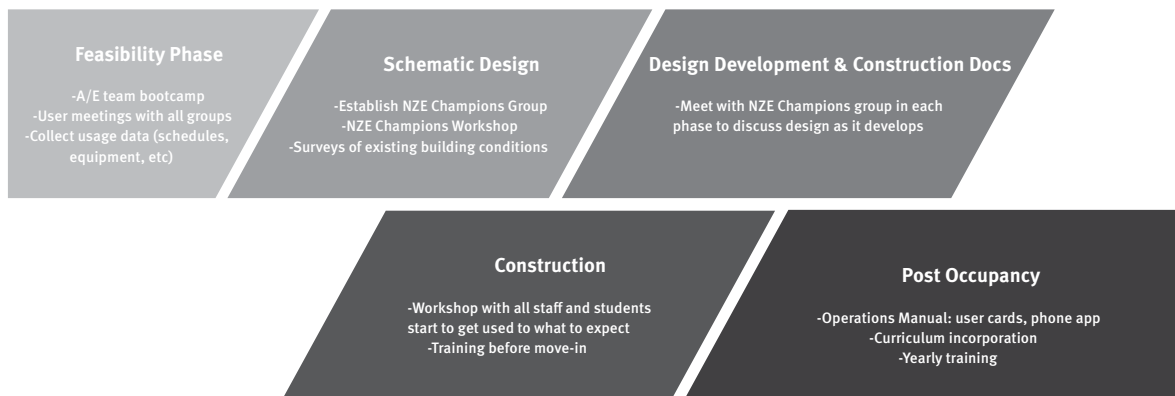 Feasibility Phase
-A/E team bootcamp
-User meetings with all groups
-Collect usage data (schedules,
equipment, etc)
Schematic Design
-Establish NZE Champions Group
-NZE Champions Workshop
-Surveys of existing building conditions
Design Development & Construction Docs
-Meet with NZE Champions group in each
phase to discuss design as it develops
Construction
-Workshop with all staff and students
start to get used to what to expect
-Training before move-in
Post Occupancy
-Operations Manual: user cards, phone app
-Curriculum incorporation
-Yearly training